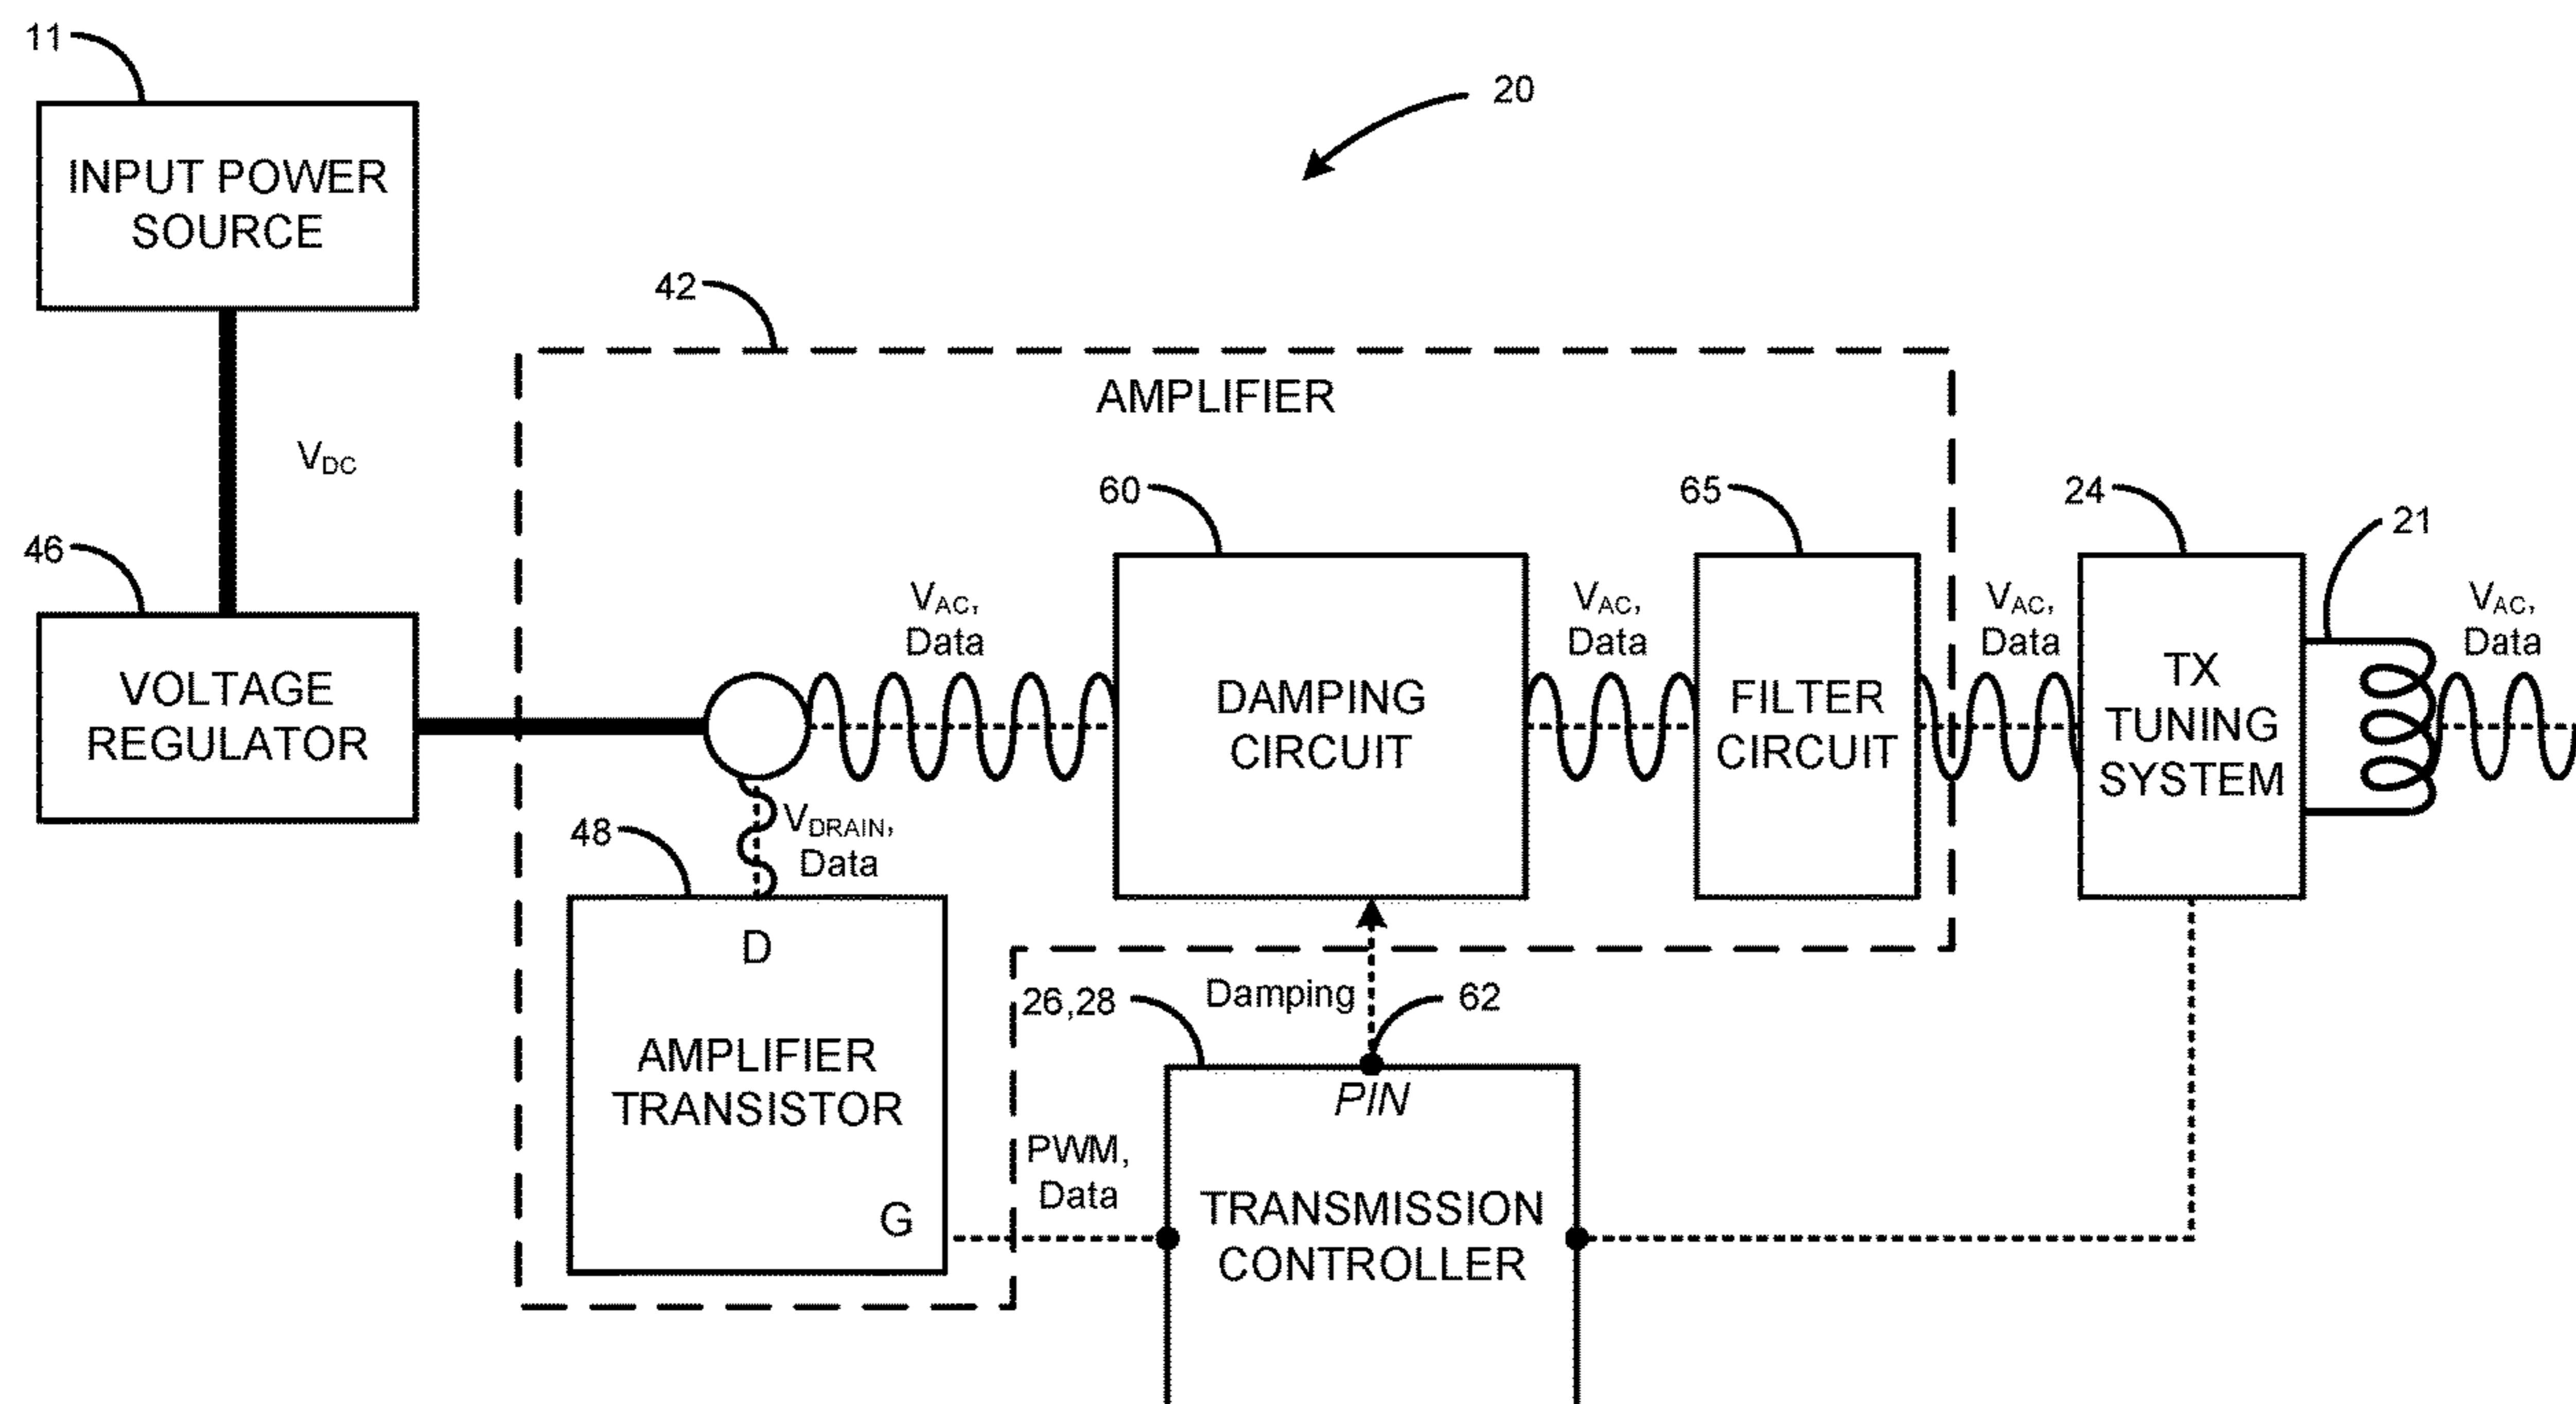 11
20
INPUT POWER
SOURCE
42
AMPLIFIER
VDC
46
60
65
24
21
VOLTAGE
REGULATOR
VAC,
Data
VAC,
Data
VAC,
Data
VAC,
Data
DAMPING
CIRCUIT
FILTER
CIRCUIT
TX
TUNING
SYSTEM
48
VDRAIN,
Data
D
AMPLIFIER
TRANSISTOR
G
26,28
Damping
62
PIN
PWM,
Data
TRANSMISSION
CONTROLLER